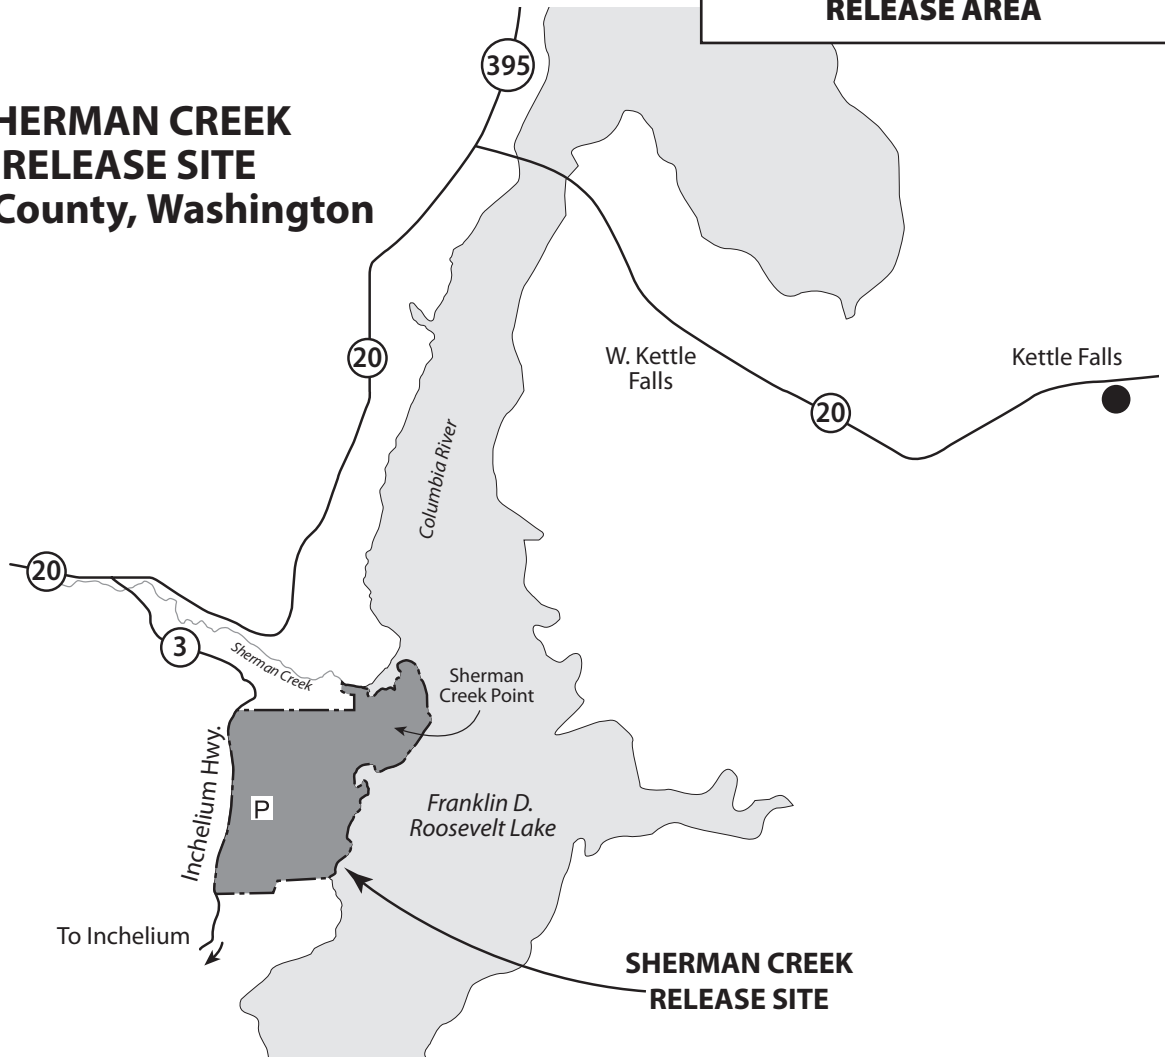 RELEASE AREA
395
HERMAN CREEK
RELEASE SITE
County, Washington
20
W. Kettle
Falls
Kettle Falls
20
Columbia River
20
3
Sherman Creek
Sherman
Creek Point
Inchelium Hwy.
P
Franklin D.
Roosevelt Lake
To Inchelium
SHERMAN CREEK
RELEASE SITE